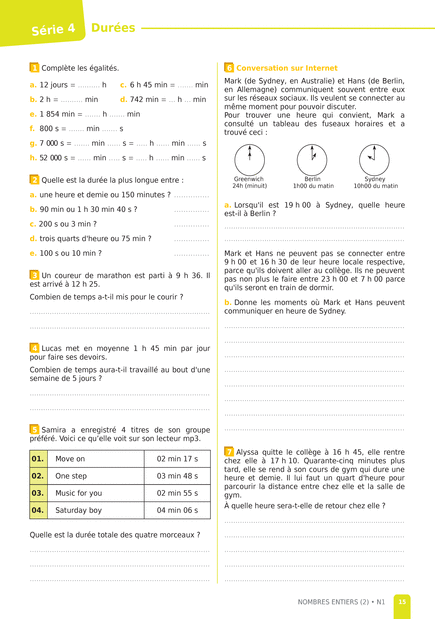 Série 4
Durées
1 Complète les égalités.
a. 12 jours = .......... h c. 6 h 45 min = ....... min
b. 2 h = .......... min d. 742 min = ... h ... min
e. 1 854 min = ....... h ....... min
f. 800 s = ....... min ....... s
g. 7 000 s = ....... min ..... s = ..... h ...... min ...... s
h. 52 000 s = ...... min ..... s = ..... h ...... min ...... s
2 Quelle est la durée la plus longue entre :
a. une heure et demie ou 150 minutes ? ...............
b. 90 min ou 1 h 30 min 40 s ? ...............
c. 200 s ou 3 min ? ...............
d. trois quarts d'heure ou 75 min ? ...............
e. 100 s ou 10 min ? ...............
3 Un coureur de marathon est parti à 9 h 36. Il
est arrivé à 12 h 25.
Combien de temps a-t-il mis pour le courir ?
4 Lucas met en moyenne 1 h 45 min par jour
pour faire ses devoirs.
Combien de temps aura-t-il travaillé au bout d'une
semaine de 5 jours ?
5 Samira a enregistré 4 titres de son groupe
préféré. Voici ce qu'elle voit sur son lecteur mp3.
01. Move on 02 min 17 s
02. One step 03 min 48 s
03. Music for you 02 min 55 s
04. Saturday boy 04 min 06 s
Quelle est la durée totale des quatre morceaux ?
6 Conversation sur Internet
Mark (de Sydney, en Australie) et Hans (de Berlin,
en Allemagne) communiquent souvent entre eux
sur les réseaux sociaux. Ils veulent se connecter au
même moment pour pouvoir discuter.
Pour trouver une heure qui convient, Mark a
consulté un tableau des fuseaux horaires et a
trouvé ceci :
Greenwich Berlin Sydney
24h (minuit) 1h00 du matin 10h00 du matin
a. Lorsqu'il est 19 h 00 à Sydney, quelle heure
est-il à Berlin ?
Mark et Hans ne peuvent pas se connecter entre
9 h 00 et 16 h 30 de leur heure locale respective,
parce qu'ils doivent aller au collège. Ils ne peuvent
pas non plus le faire entre 23 h 00 et 7 h 00 parce
qu'ils seront en train de dormir.
b. Donne les moments où Mark et Hans peuvent
communiquer en heure de Sydney.
7 Alyssa quitte le collège à 16 h 45, elle rentre
chez elle à 17 h 10. Quarante-cinq minutes plus
tard, elle se rend à son cours de gym qui dure une
heure et demie. Il lui faut un quart d'heure pour
parcourir la distance entre chez elle et la salle de
gym.
À quelle heure sera-t-elle de retour chez elle ?
NOMBRES ENTIERS (2) • N1 15